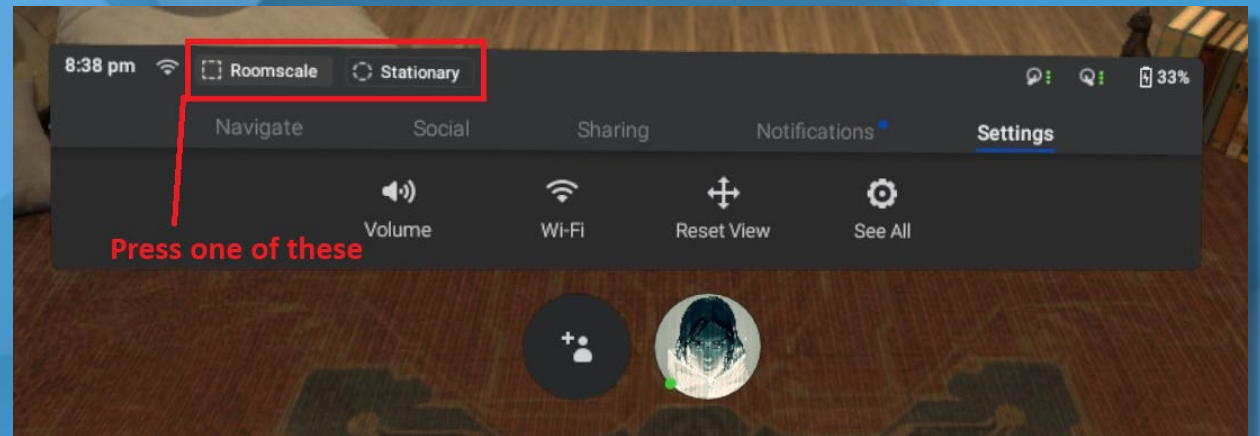 8:38 pm Roomscale Stationary 33%
Navigate Social Sharing Notifications Settings
Volume Wi-Fi Reset View See All
Press one of these